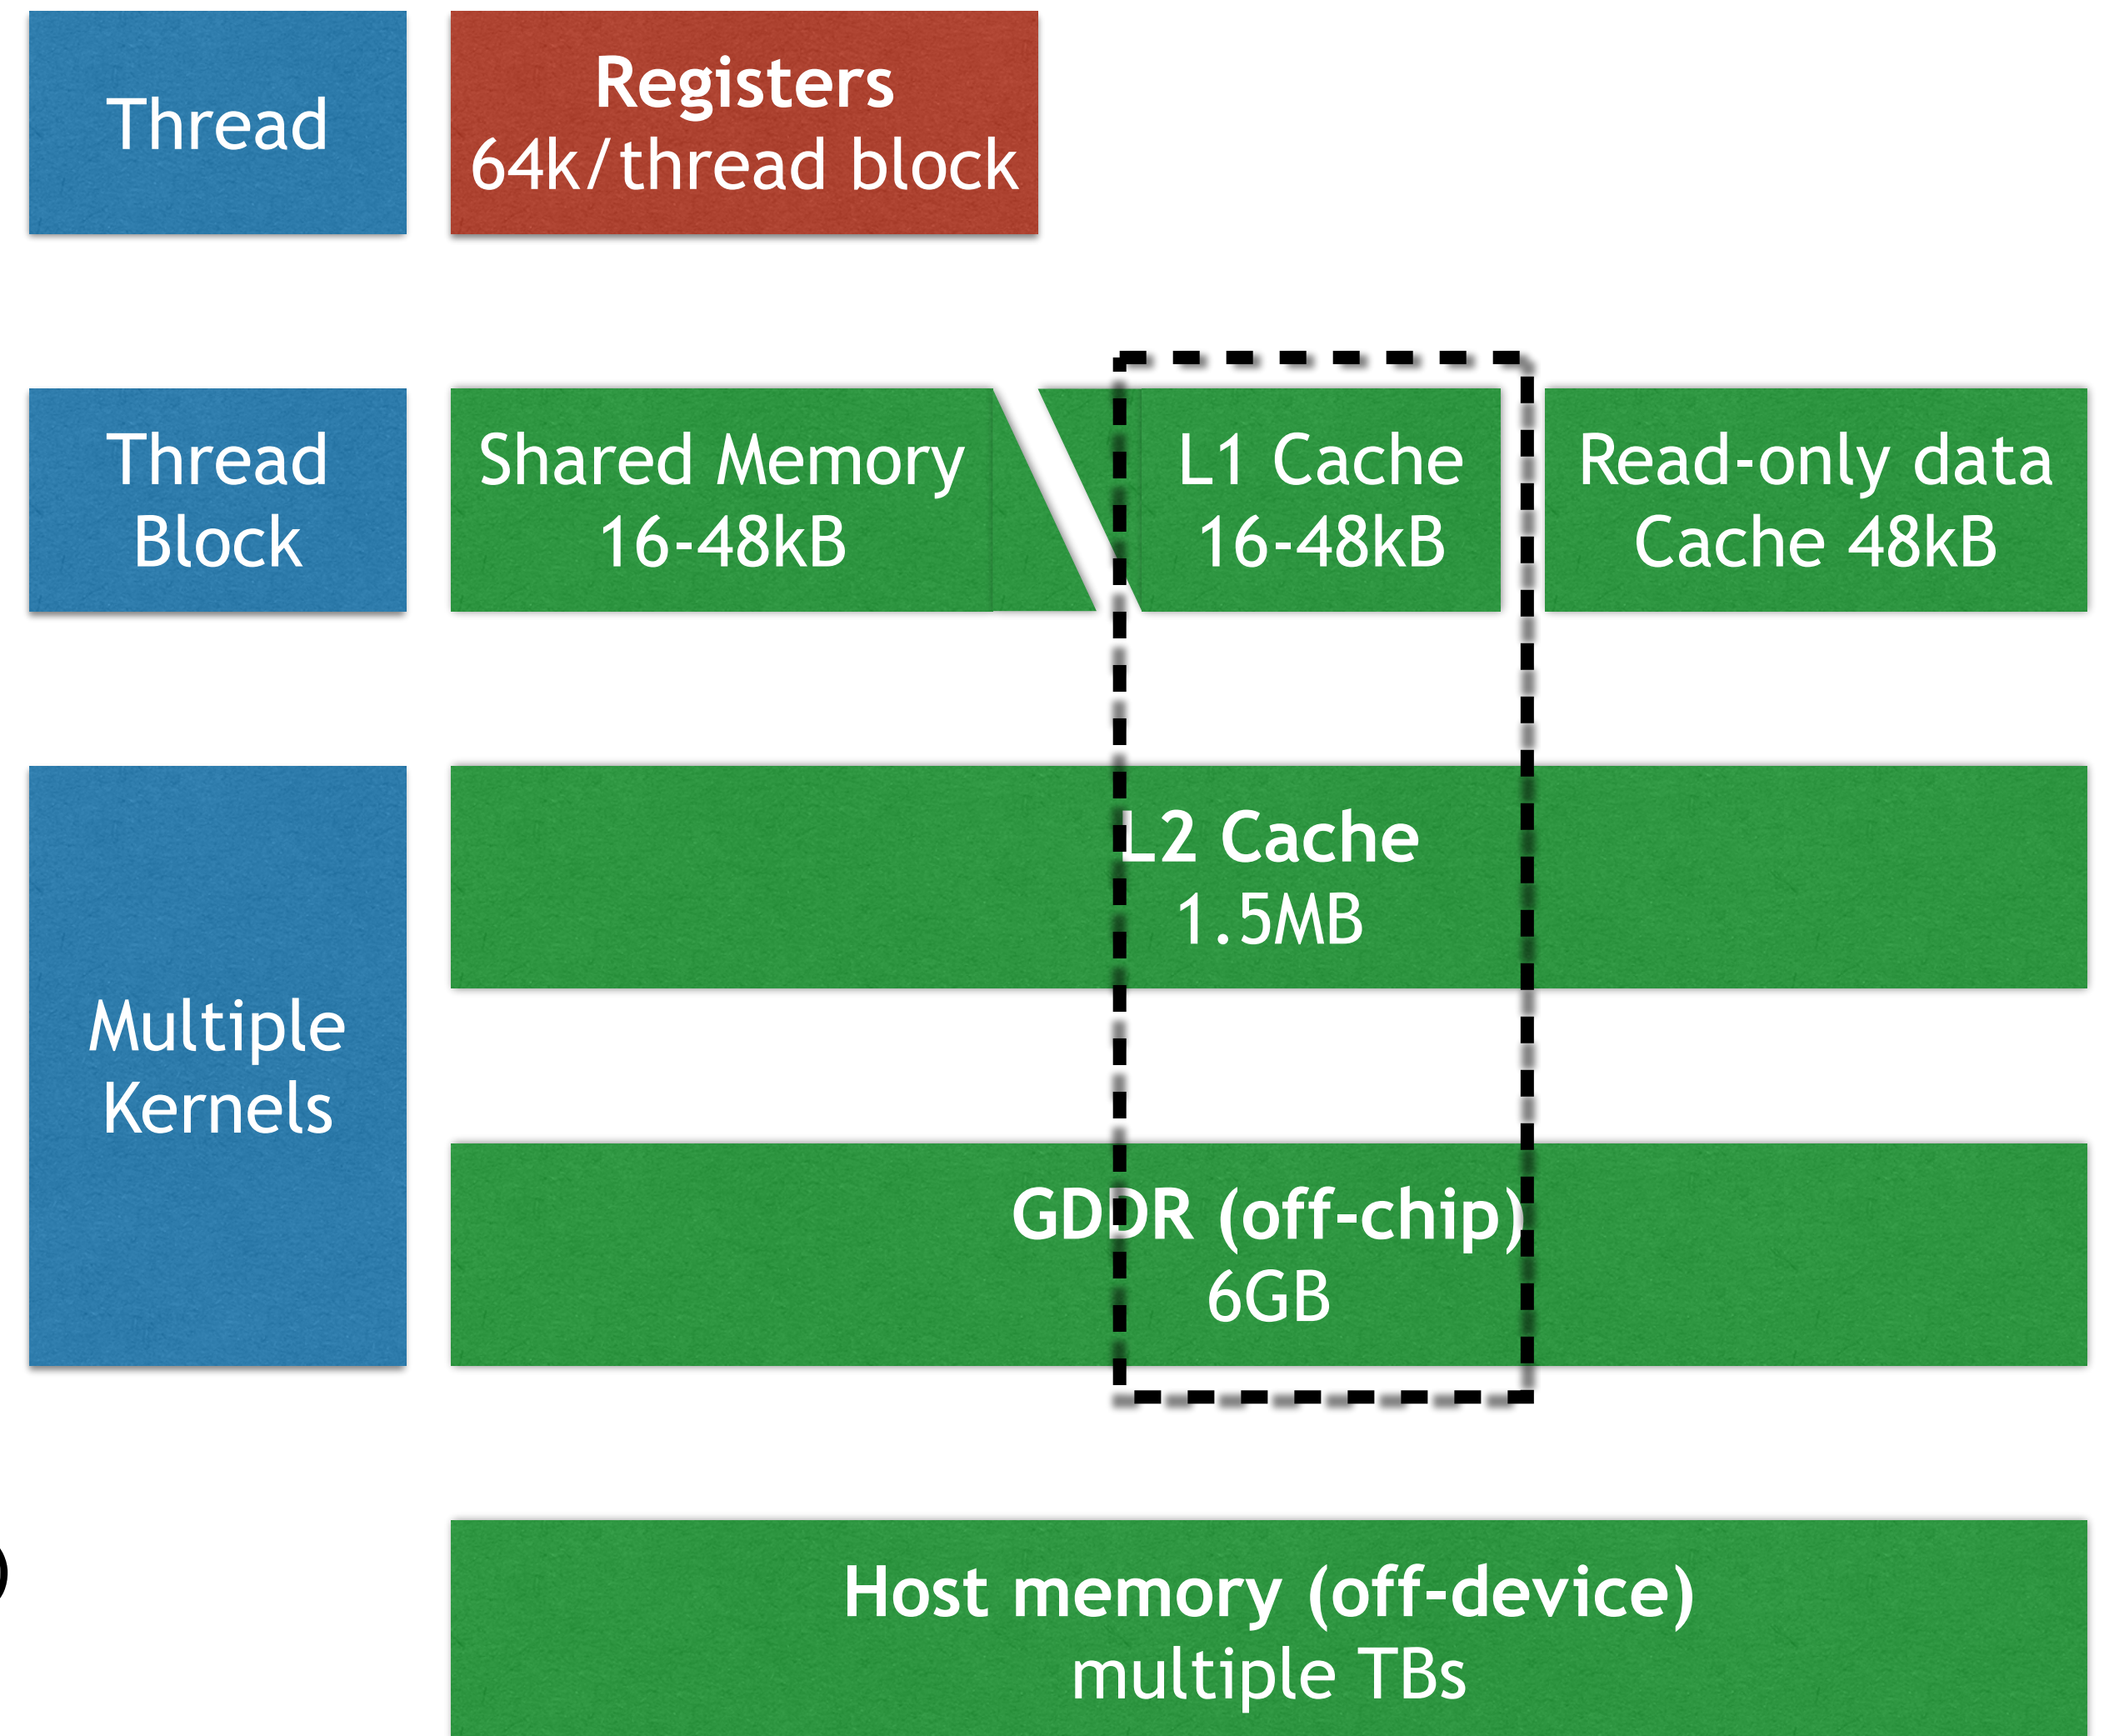 Thread
Registers
64k/thread block
Thread
Block
Shared Memory
16-48kB
L1 Cache
16-48kB
Read-only data
Cache 48kB
Multiple
Kernels
L2 Cache
1.5MB
GDDR (off-chip)
6GB
)
Host memory (off-device)
multiple TBs